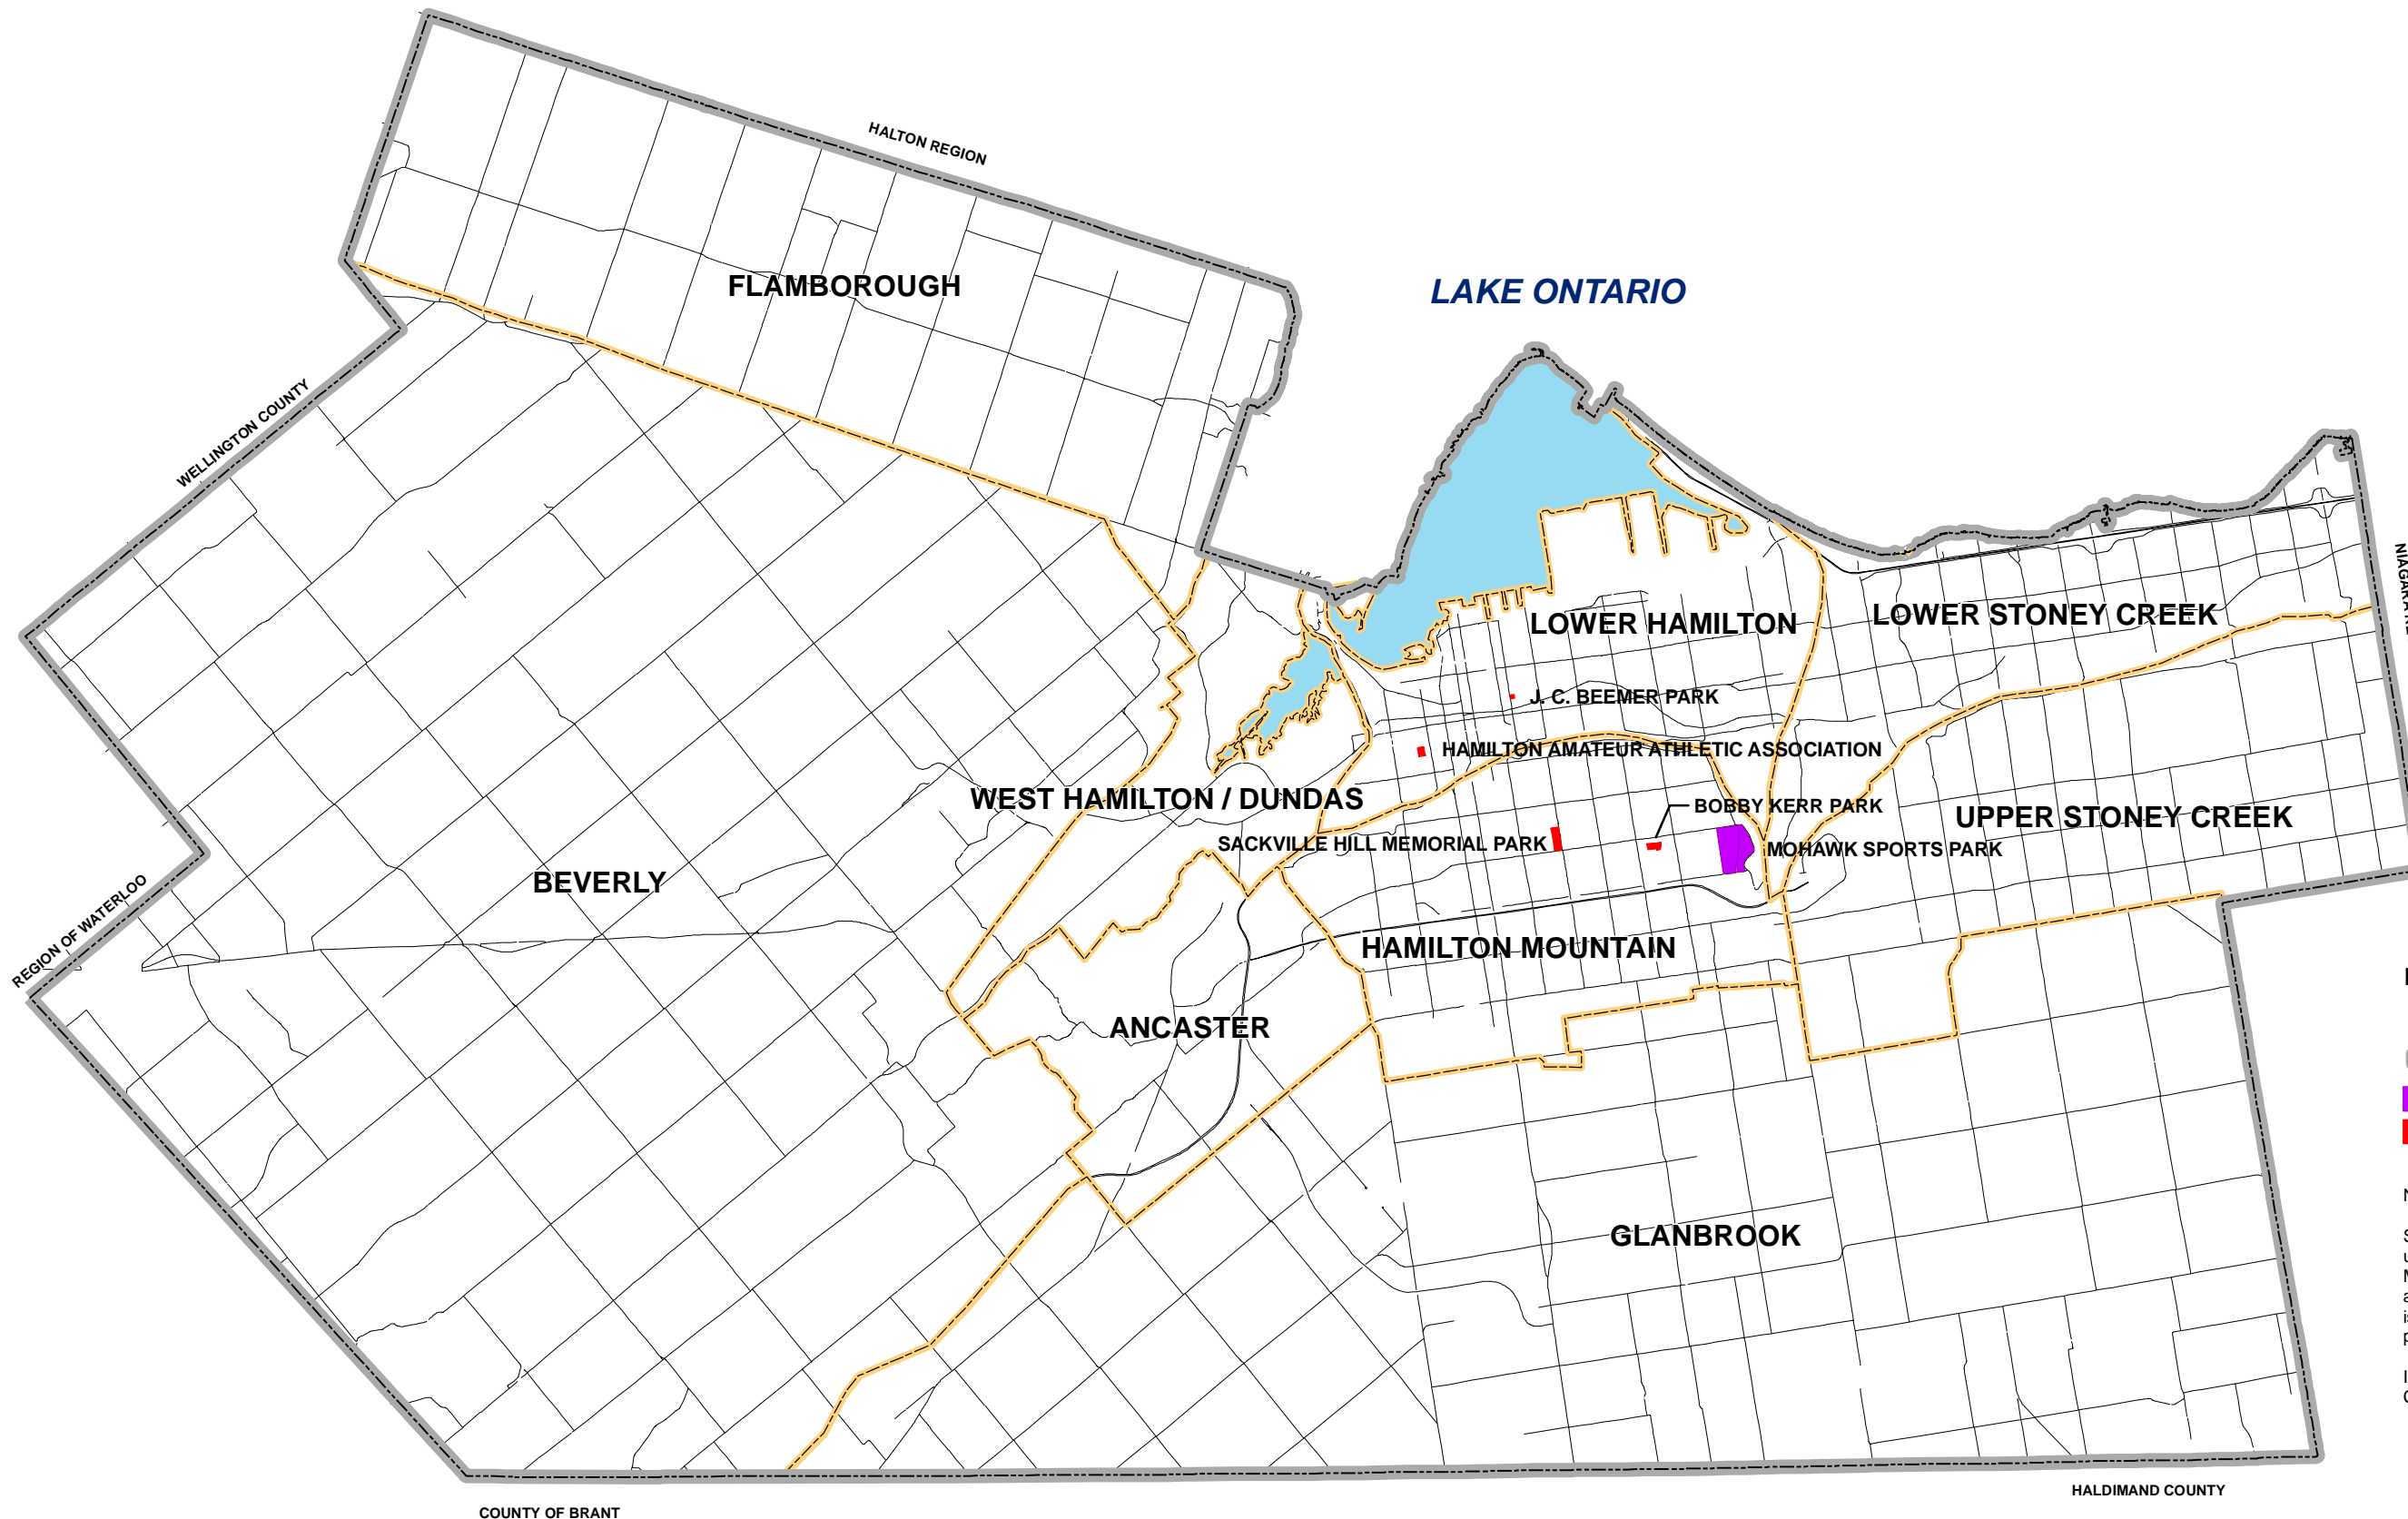 HALTON REGION
FLAMBOROUGH
LAKE ONTARIO
WELLINGTON COUNTY
LOWER HAMILTON
LOWER STONEY CREEK
J. C. BEEMER PARK
HAMILTON AMATEUR ATHLETIC ASSOCIATION
WEST HAMILTON / DUNDAS
BOBBY KERR PARK
UPPER STONEY CREEK
SACKVILLE HILL MEMORIAL PARK
MOHAWK SPORTS PARK
BEVERLY
REGION OF WATERLOO
HAMILTON MOUNTAIN
ANCASTER
GLANBROOK
HALDIMAND COUNTY
COUNTY OF BRANT